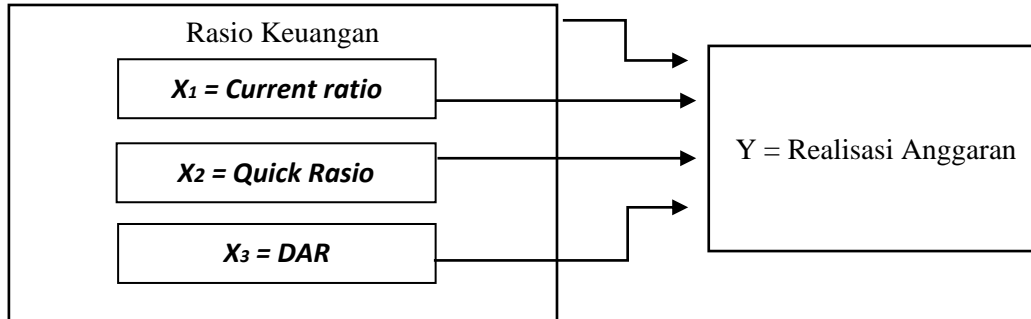 Rasio Keuangan
X1 = Current ratio
X2 = Quick Rasio
X3 = DAR
Y = Realisasi Anggaran